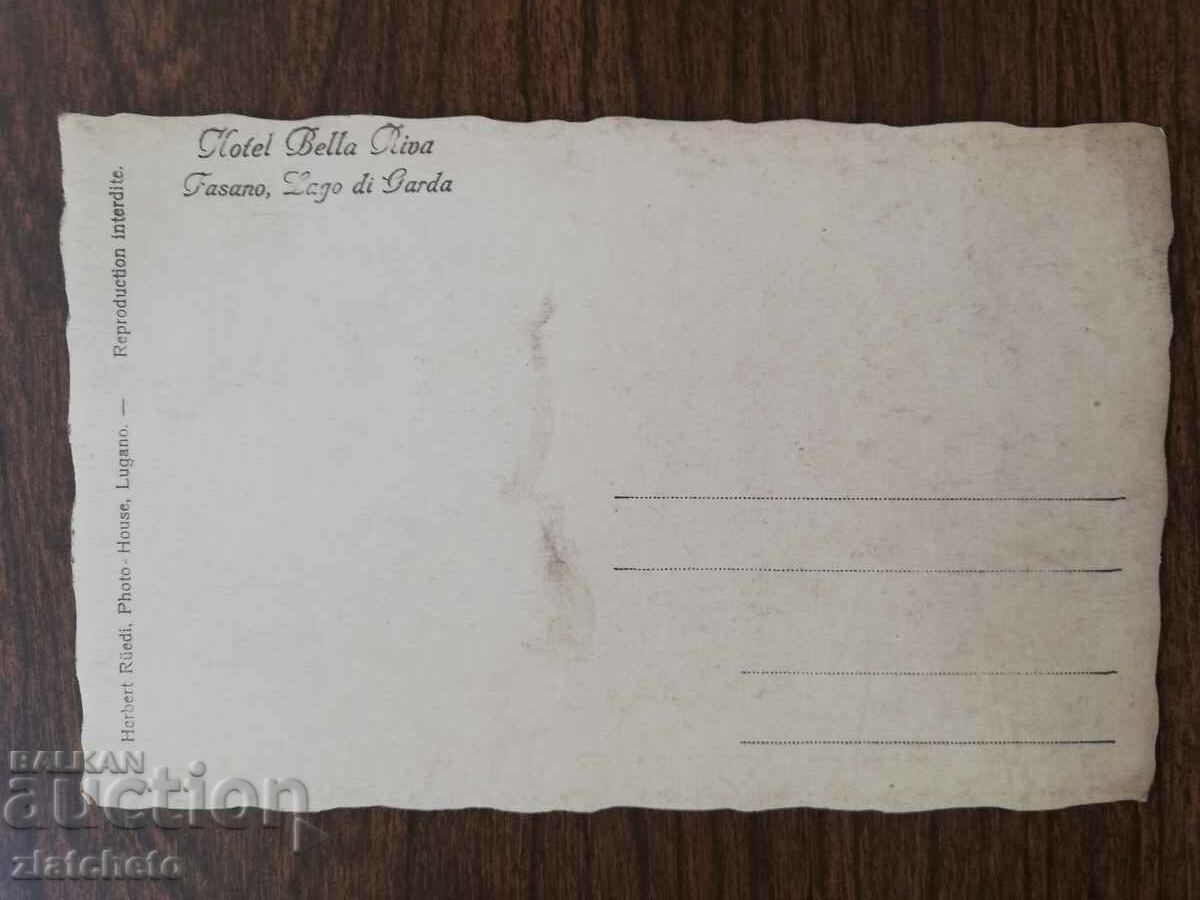 Hotel Bella Riva
Fasano, Lago di Garda
Herbert Rüedi, Photo-House, Lugano. — Reproduction interdite.
BALKAN
auction
zlatcheto